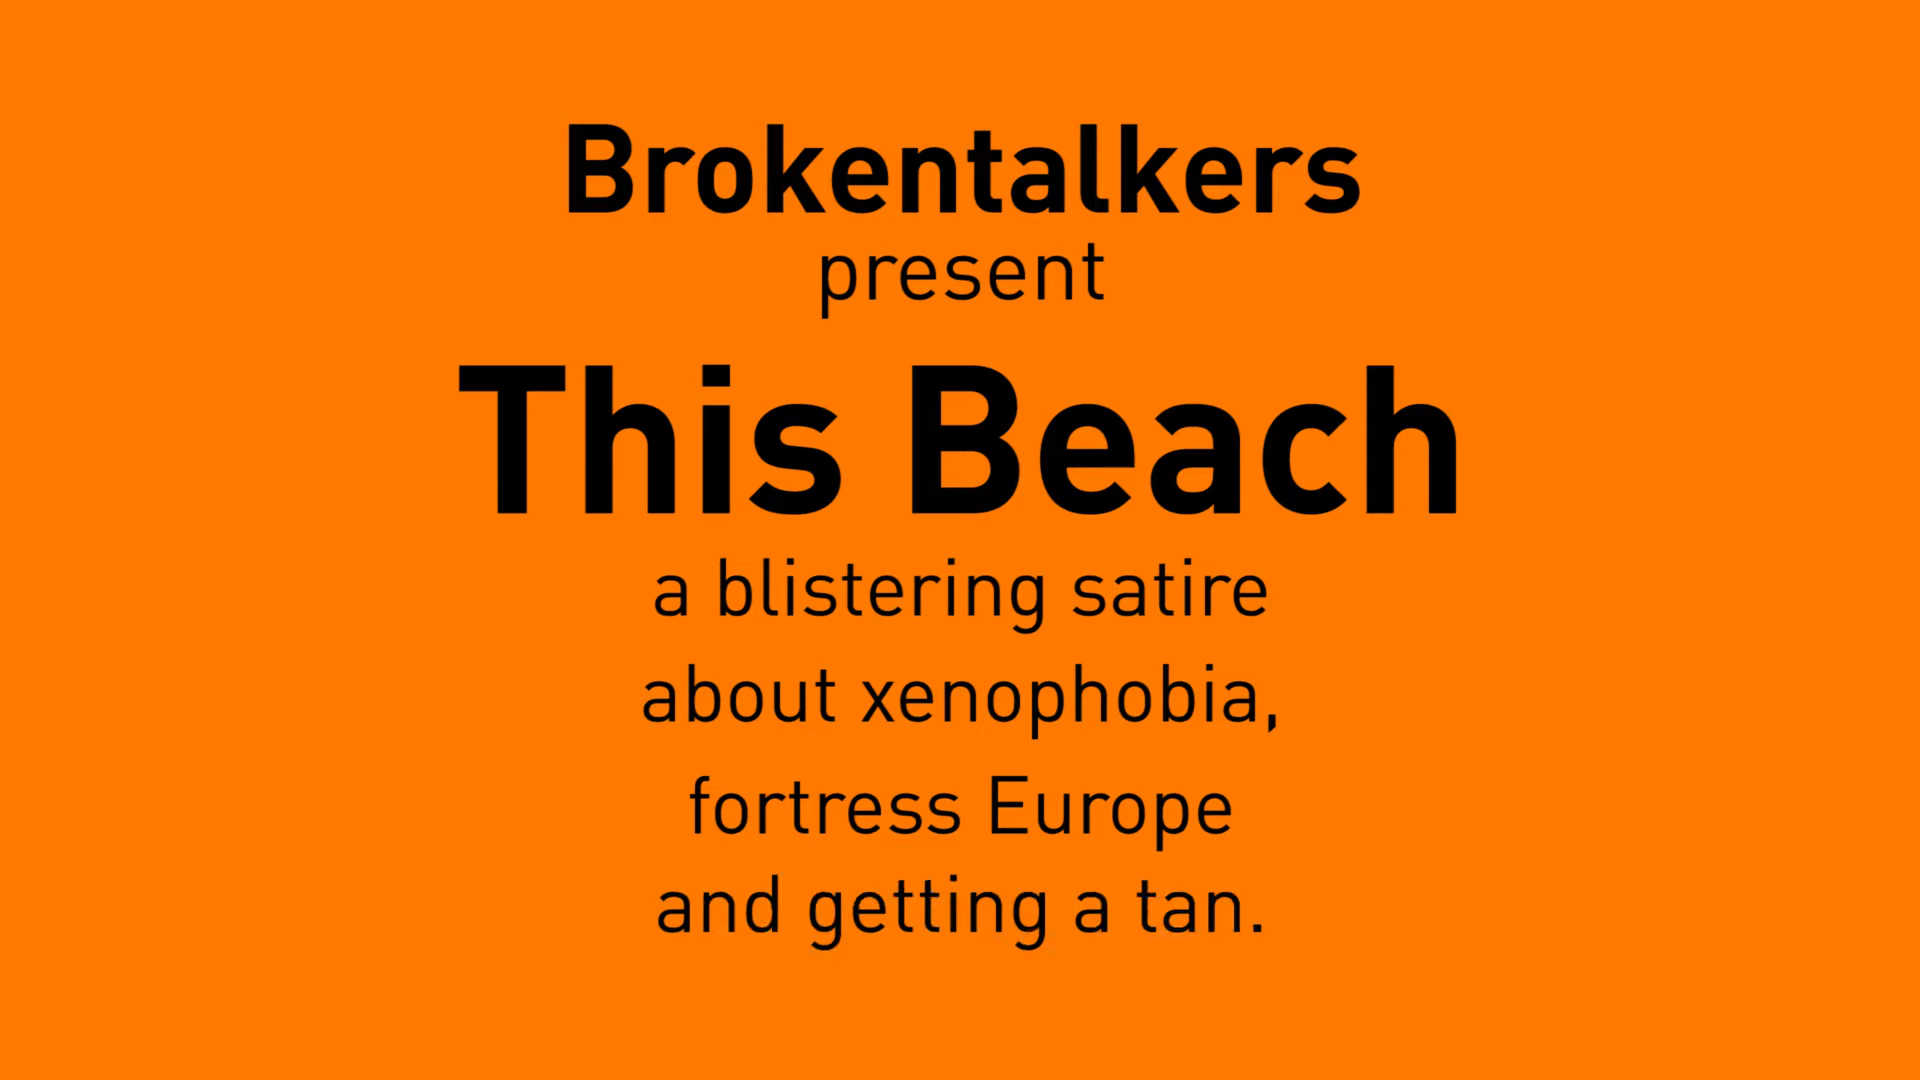 Brokentalkers
present
This Beach
a blistering satire
about xenophobia,
fortress Europe
and getting a tan.